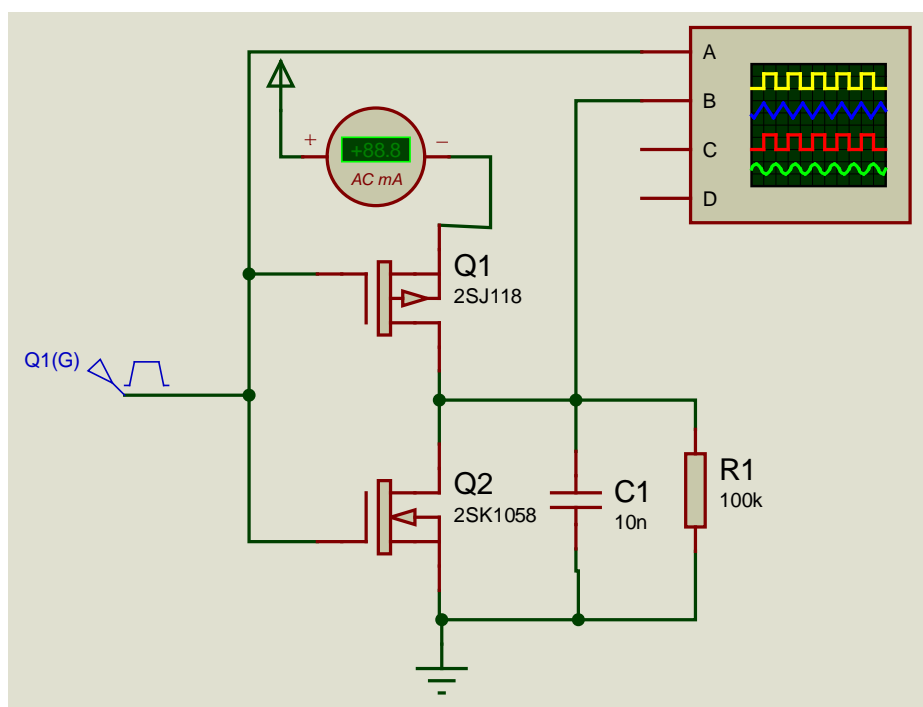 A
B
C
D
+
+88.8
−
AC mA
Q1
2SJ118
Q1(G)
Q2
2SK1058
C1
10n
R1
100k